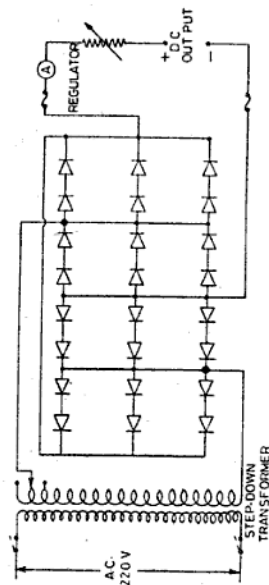 A.C.
220 V
STEP-DOWN
TRANSFORMER
A
REGULATOR
+
D.C
OUT PUT
−